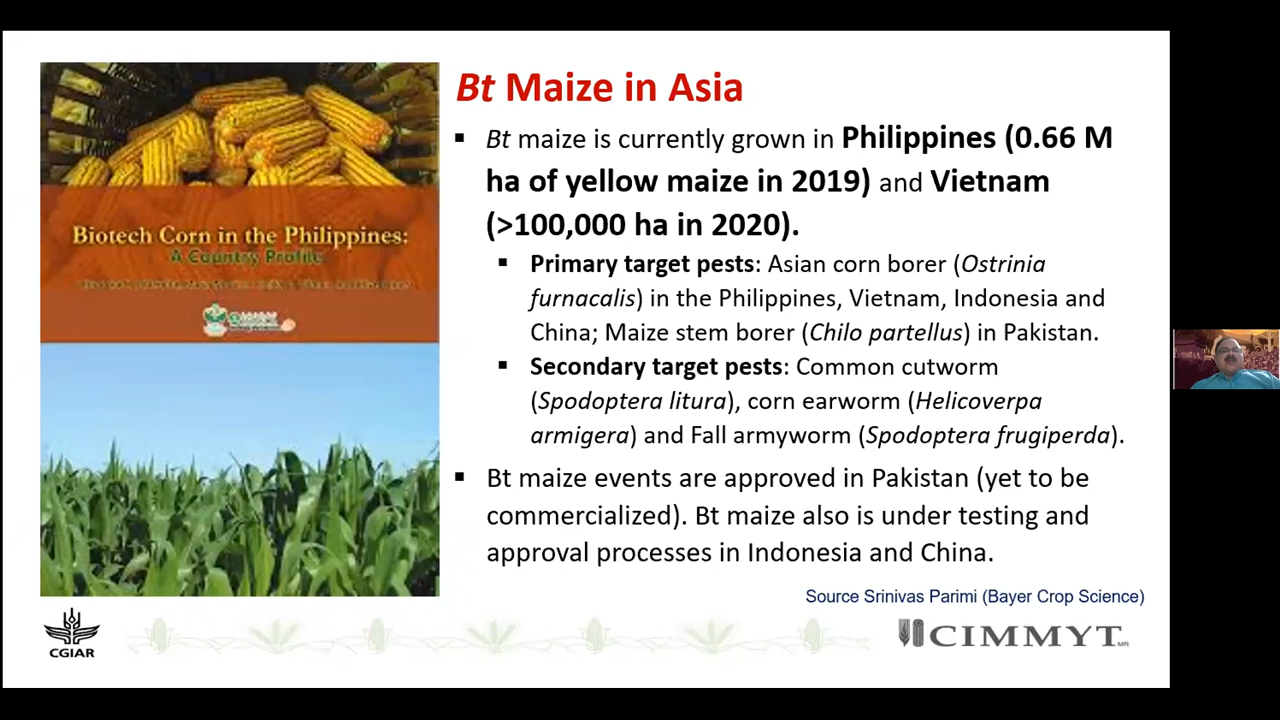 Bt Maize in Asia
▪ Bt maize is currently grown in Philippines (0.66 M
ha of yellow maize in 2019) and Vietnam
(>100,000 ha in 2020).
▪ Primary target pests: Asian corn borer (Ostrinia
furnacalis) in the Philippines, Vietnam, Indonesia and
China; Maize stem borer (Chilo partellus) in Pakistan.
▪ Secondary target pests: Common cutworm
(Spodoptera litura), corn earworm (Helicoverpa
armigera) and Fall armyworm (Spodoptera frugiperda).
▪ Bt maize events are approved in Pakistan (yet to be
commercialized). Bt maize also is under testing and
approval processes in Indonesia and China.
Source Srinivas Parimi (Bayer Crop Science)
Biotech Corn in the Philippines:
A Country Profile
CGIAR
CIMMYT MR